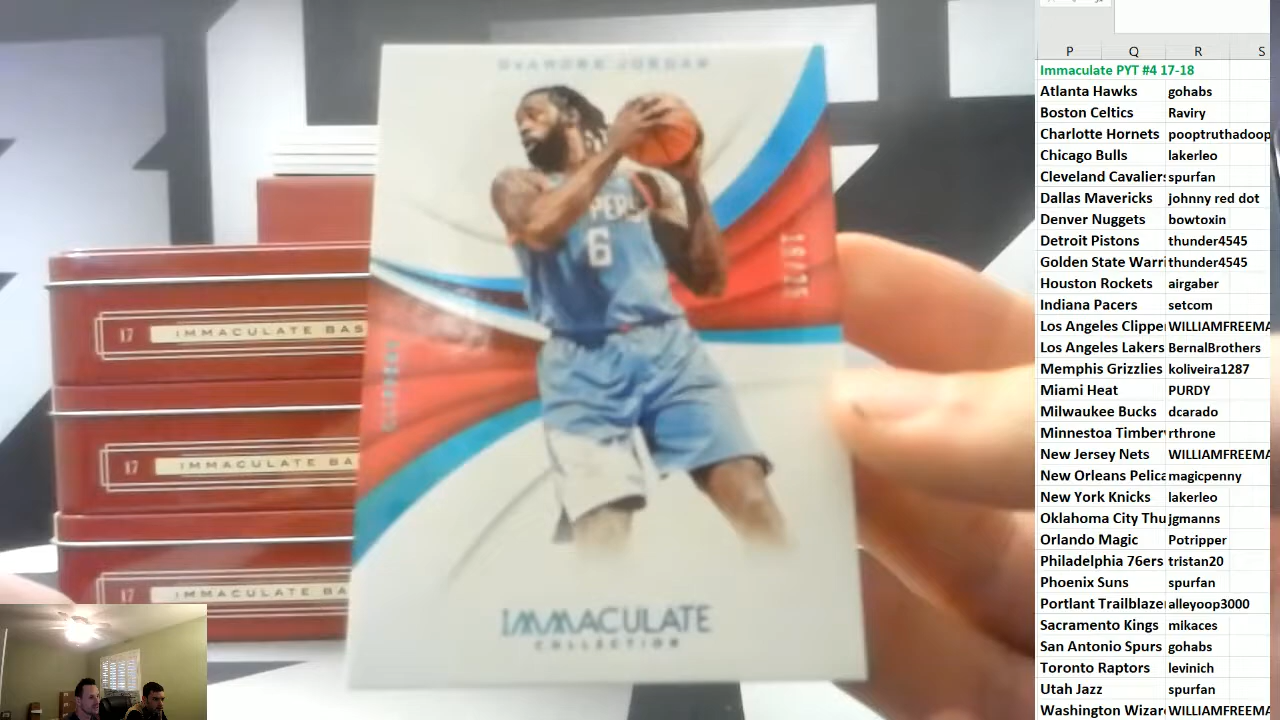 DeANDRE JORDAN
PERS
6
CLIPPERS
IMMACULATE
COLLECTION
17 IMMACULATE BAS
17 IMMACULATE BA
17 IMMACULATE BA
P Q R S
Immaculate PYT #4 17-18
Atlanta Hawks gohabs
Boston Celtics Raviry
Charlotte Hornets pooptruthadoop
Chicago Bulls lakerleo
Cleveland Cavaliers spurfan
Dallas Mavericks johnny red dot
Denver Nuggets bowtoxin
Detroit Pistons thunder4545
Golden State Warri thunder4545
Houston Rockets airgaber
Indiana Pacers setcom
Los Angeles Clippe WILLIAMFREEMA
Los Angeles Lakers BernalBrothers
Memphis Grizzlies koliveira1287
Miami Heat PURDY
Milwaukee Bucks dcarado
Minnestoa Timber rthrone
New Jersey Nets WILLIAMFREEMA
New Orleans Pelica magicpenny
New York Knicks lakerleo
Oklahoma City Thu jgmanns
Orlando Magic Potripper
Philadelphia 76ers tristan20
Phoenix Suns spurfan
Portlant Trailblaze alleyoop3000
Sacramento Kings mikaces
San Antonio Spurs gohabs
Toronto Raptors levinich
Utah Jazz spurfan
Washington Wizar WILLIAMFREEMA